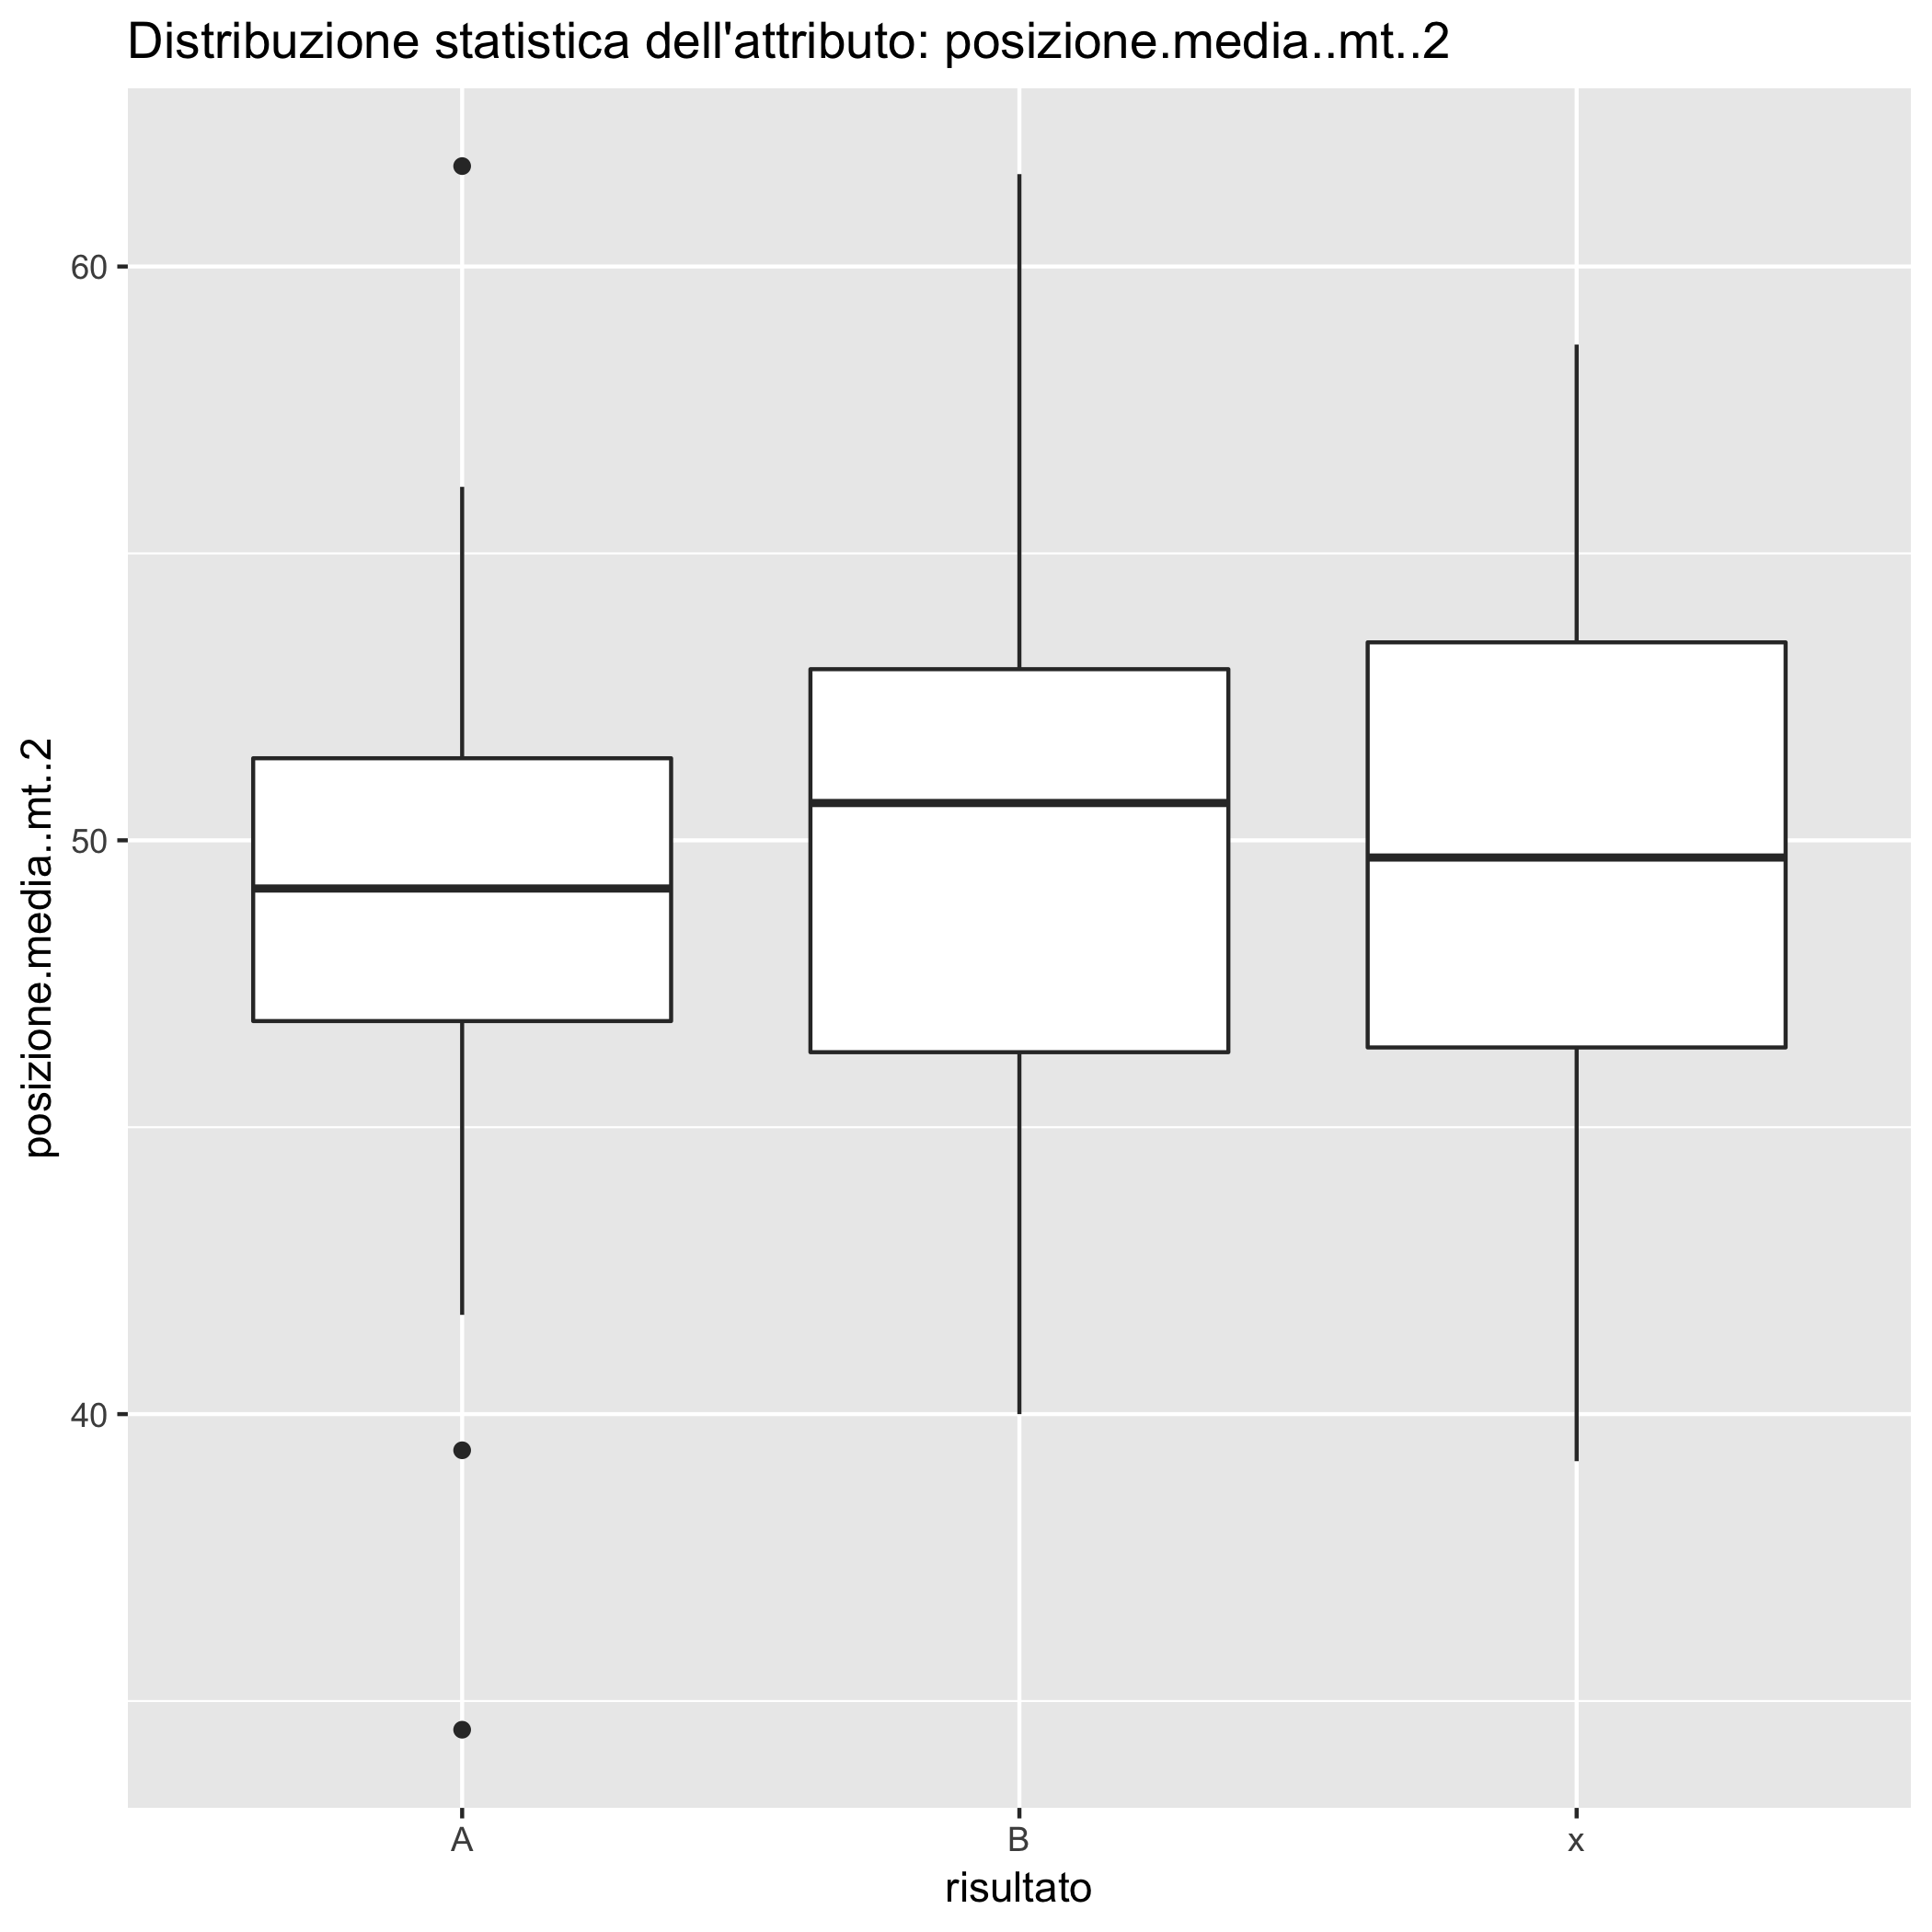 Distribuzione statistica dell'attributo: posizione.media..mt..2
posizione.media..mt..2
60
50
40
A B x
risultato